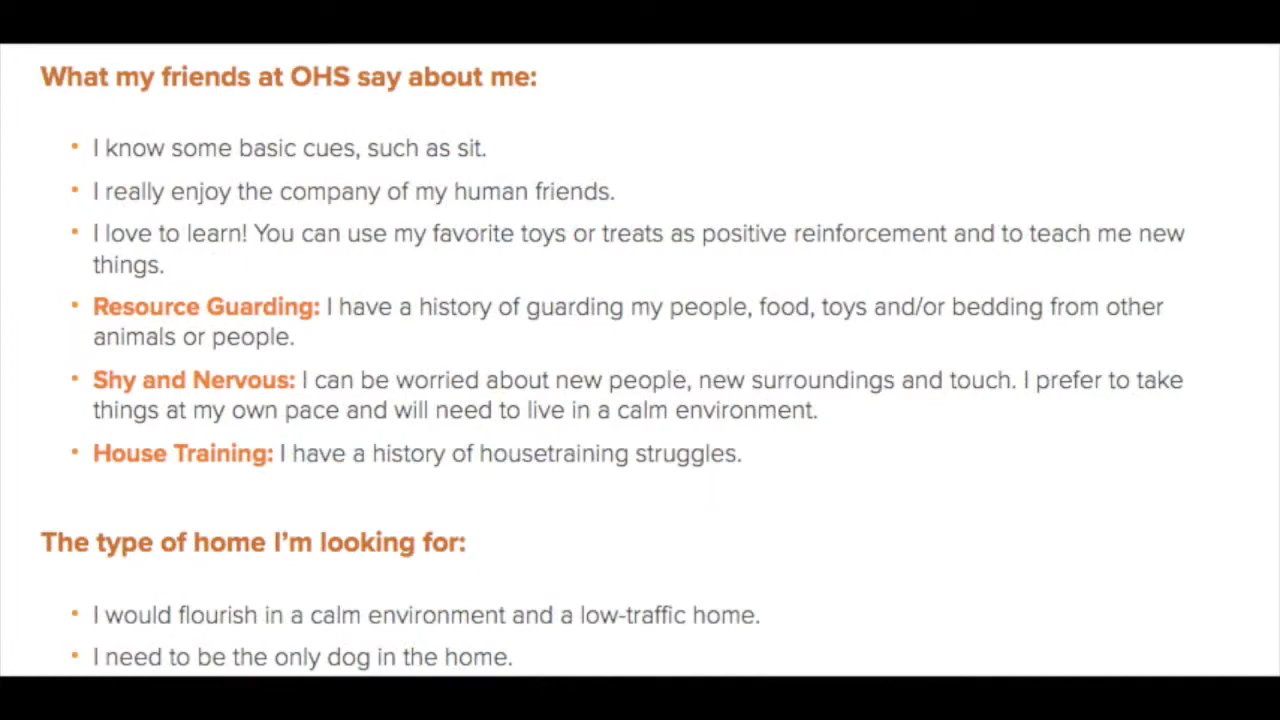 What my friends at OHS say about me:
• I know some basic cues, such as sit.
• I really enjoy the company of my human friends.
• I love to learn! You can use my favorite toys or treats as positive reinforcement and to teach me new
things.
• Resource Guarding: I have a history of guarding my people, food, toys and/or bedding from other
animals or people.
• Shy and Nervous: I can be worried about new people, new surroundings and touch. I prefer to take
things at my own pace and will need to live in a calm environment.
• House Training: I have a history of housetraining struggles.
The type of home I'm looking for:
• I would flourish in a calm environment and a low-traffic home.
• I need to be the only dog in the home.